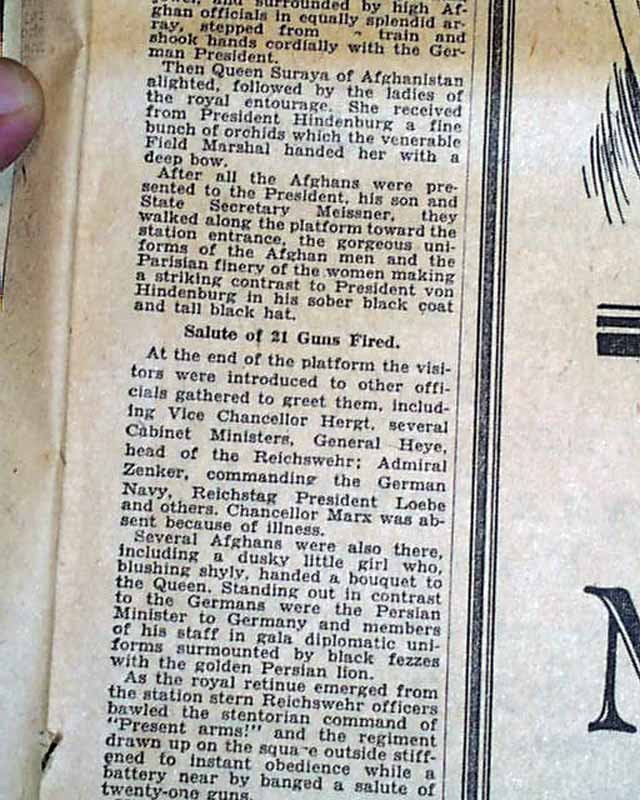 and surrounded by high Af-
ghan officials in equally splendid ar-
ray, stepped from train and
shook hands cordially with the Ger-
man President.
Then Queen Suraya of Afghanistan
alighted, followed by the ladies of
the royal entourage. She received
from President Hindenburg a fine
bunch of orchids which the venerable
Field Marshal handed her with a
deep bow.
After all the Afghans were pre-
sented to the President, his son and
State Secretary Meissner, they
walked along the platform toward the
station entrance, the gorgeous uni-
forms of the Afghan men and the
Parisian finery of the women making
a striking contrast to President von
Hindenburg in his sober black coat
and tall black hat.
Salute of 21 Guns Fired.
At the end of the platform the visi-
tors were introduced to other offi-
cials gathered to greet them, includ-
ing Vice Chancellor Hergt, several
Cabinet Ministers, General Heye,
head of the Reichswehr; Admiral
Zenker, commanding the German
Navy, Reichstag President Loebe
and others. Chancellor Marx was ab-
sent because of illness.
Several Afghans were also there,
including a dusky little girl who,
blushing shyly, handed a bouquet to
the Queen. Standing out in contrast
to the Germans were the Persian
Minister to Germany and members
of his staff in gala diplomatic uni-
forms surmounted by black fezzes
with the golden Persian lion.
As the royal retinue emerged from
the station stern Reichswehr officers
bawled the stentorian command of
"Present arms!" and the regiment
drawn up on the square outside stiff-
ened to instant obedience while a
battery near by banged a salute of
twenty-one guns.
N